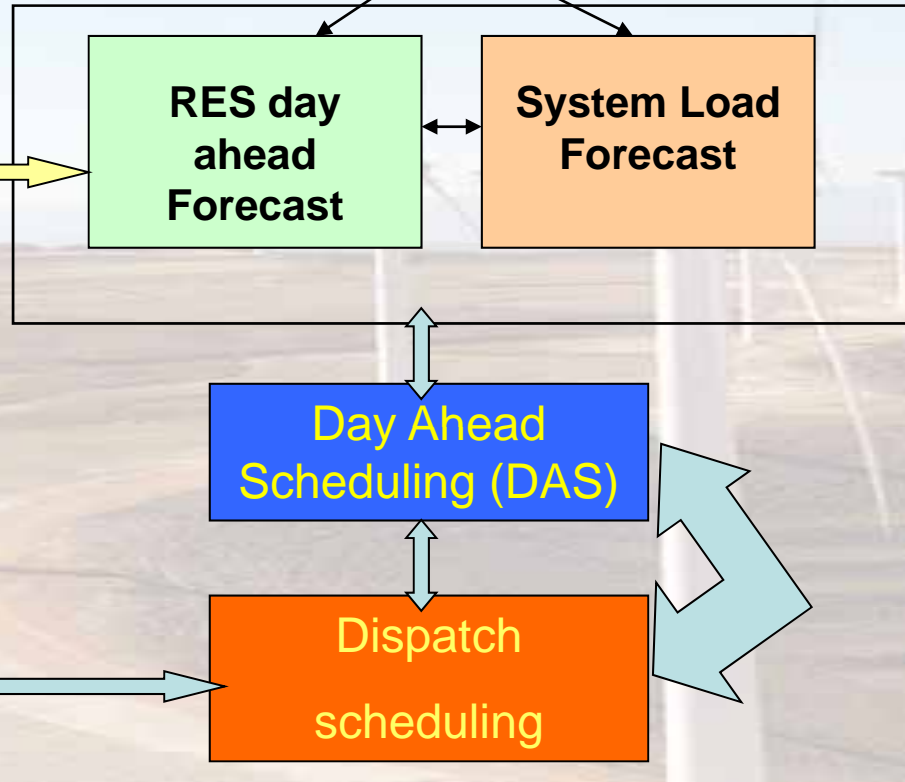 RES day
ahead
Forecast
System Load
Forecast
Day Ahead
Scheduling (DAS)
Dispatch
scheduling